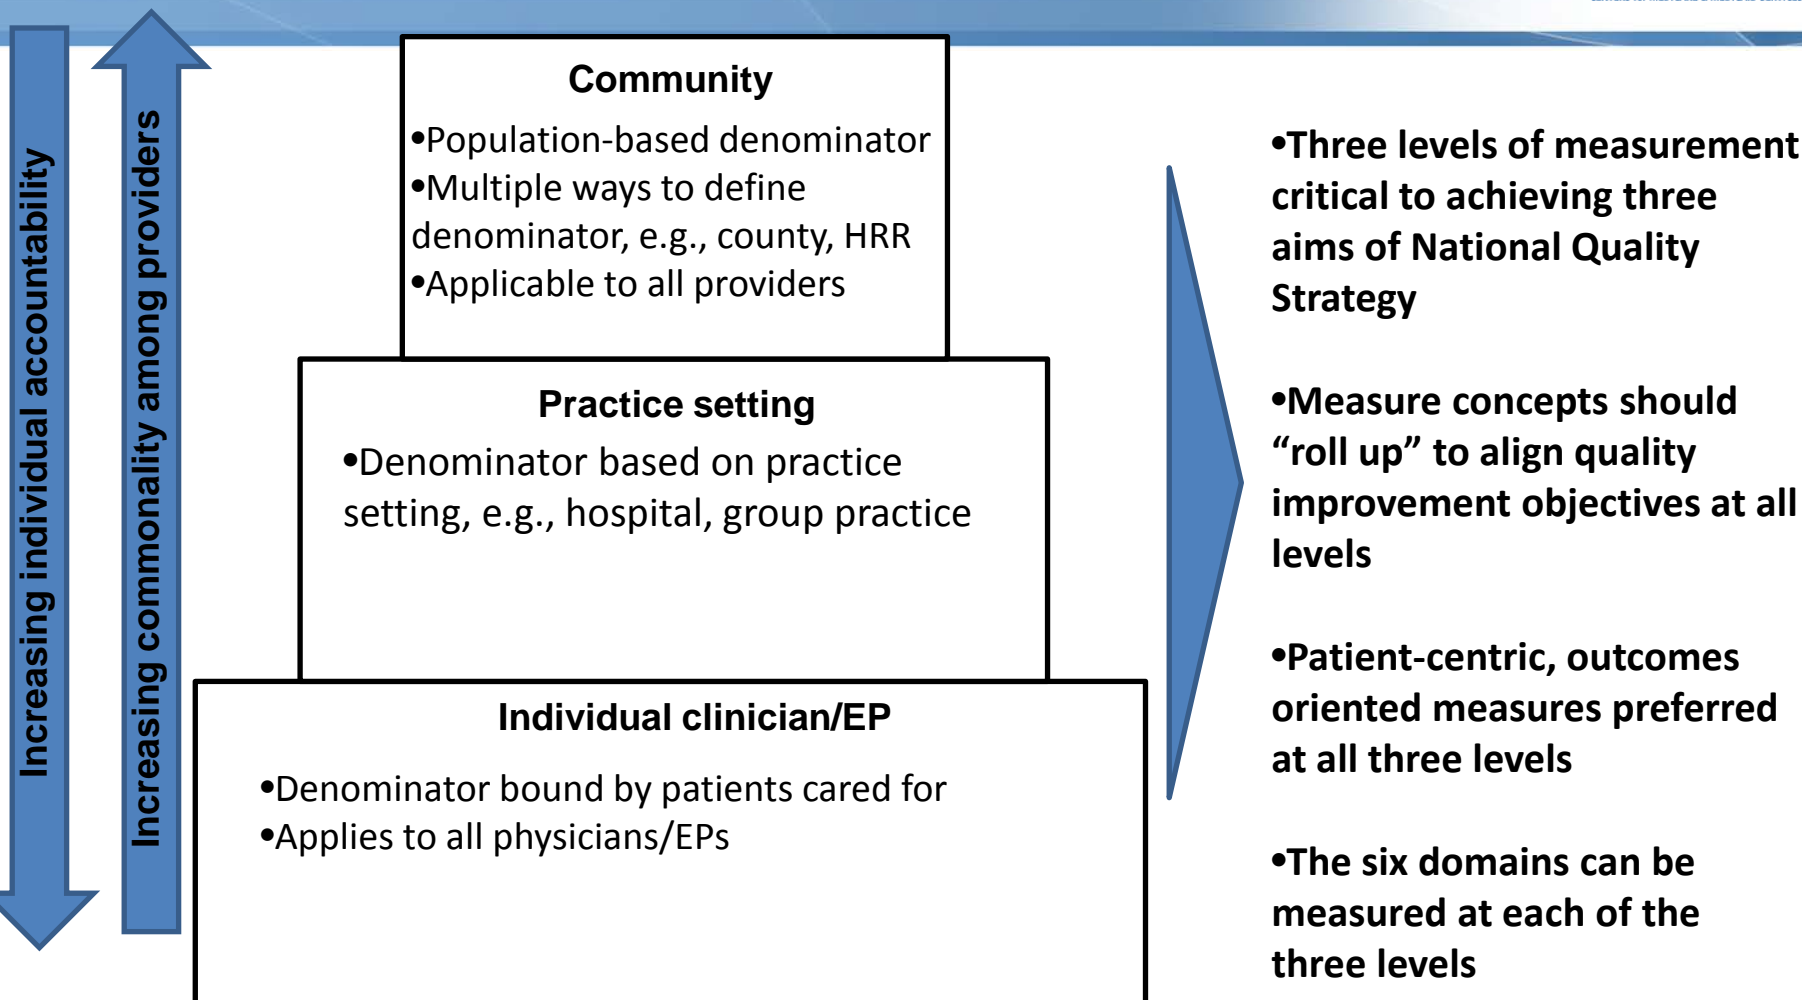 Increasing individual accountability
Increasing commonality among providers
Community
•Population-based denominator
•Multiple ways to define
denominator, e.g., county, HRR
•Applicable to all providers
Practice setting
•Denominator based on practice
setting, e.g., hospital, group practice
Individual clinician/EP
•Denominator bound by patients cared for
•Applies to all physicians/EPs
•Three levels of measurement
critical to achieving three
aims of National Quality
Strategy
•Measure concepts should
“roll up” to align quality
improvement objectives at all
levels
•Patient-centric, outcomes
oriented measures preferred
at all three levels
•The six domains can be
measured at each of the
three levels